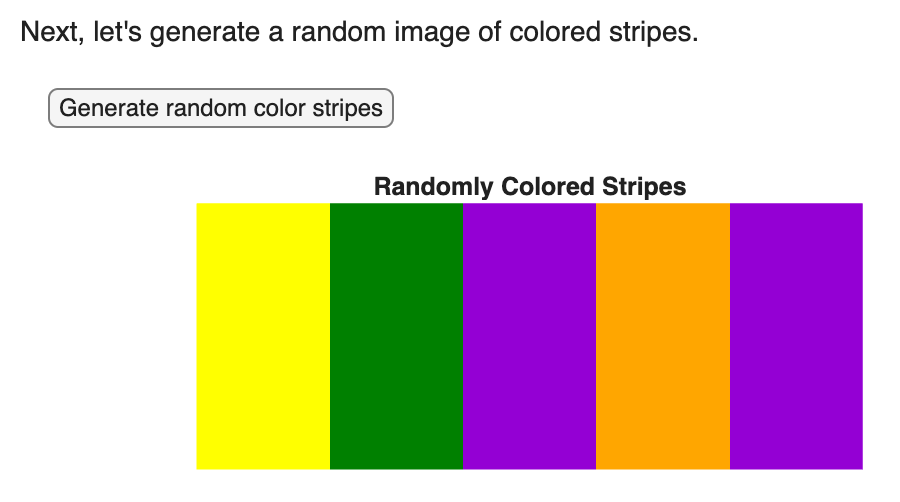 Next, let's generate a random image of colored stripes.
Generate random color stripes
Randomly Colored Stripes